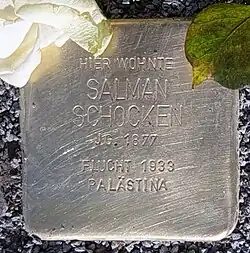 HIER WOHNTE
SALMAN
SCHOCKEN
JG. 1877
FLUCHT 1933
PALÄSTINA